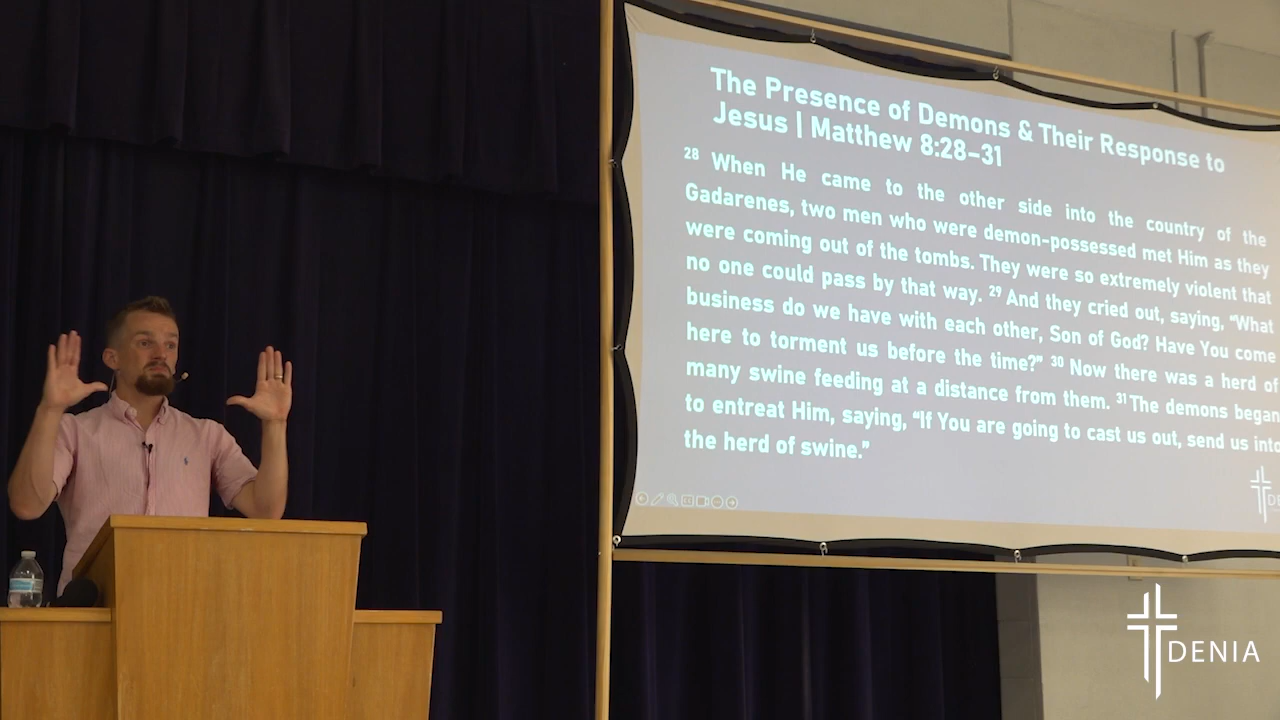 The Presence of Demons & Their Response to
Jesus | Matthew 8:28–31
28 When He came to the other side into the country of the
Gadarenes, two men who were demon-possessed met Him as they
were coming out of the tombs. They were so extremely violent that
no one could pass by that way. 29 And they cried out, saying, “What
business do we have with each other, Son of God? Have You come
here to torment us before the time?” 30 Now there was a herd of
many swine feeding at a distance from them. 31 The demons began
to entreat Him, saying, “If You are going to cast us out, send us into
the herd of swine.”
DENIA